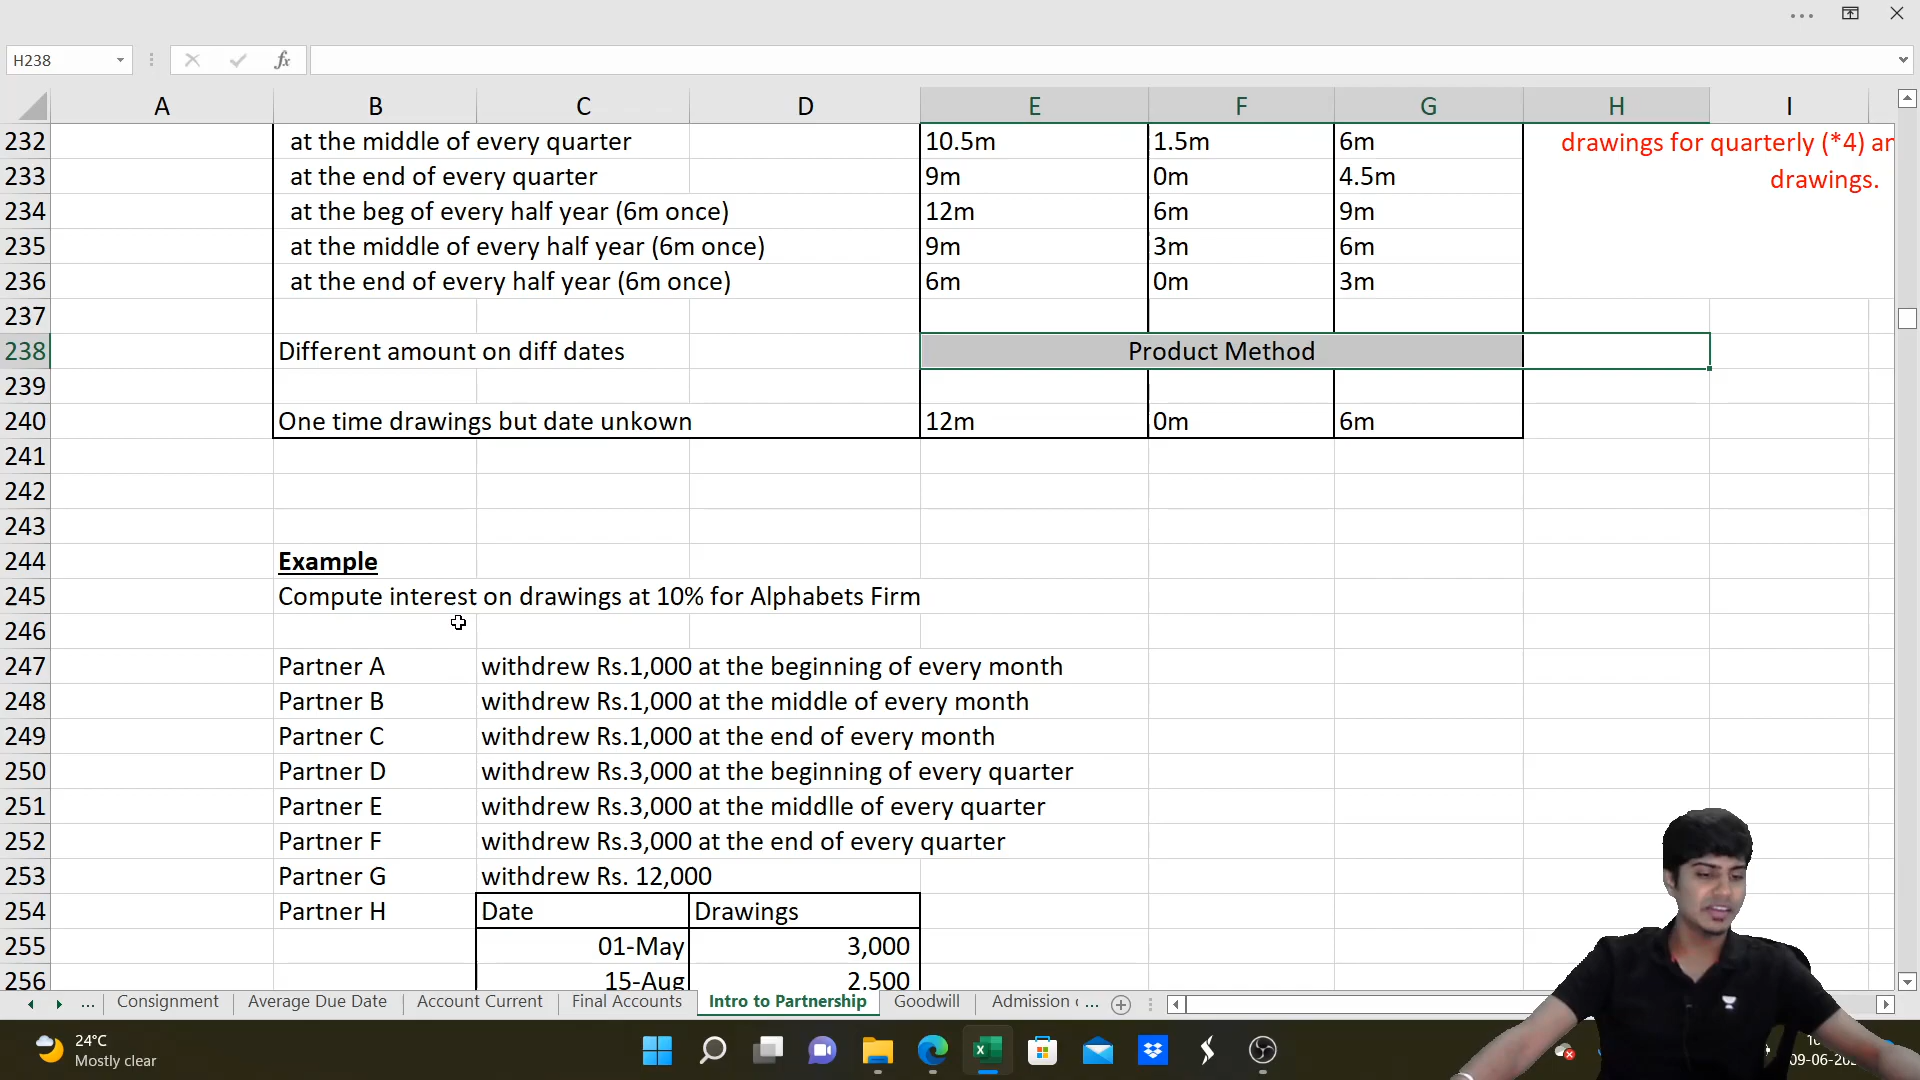 H238
fx
A B C D E F G H I
232 at the middle of every quarter 10.5m 1.5m 6m drawings for quarterly (*4) ar
233 at the end of every quarter 9m 0m 4.5m drawings.
234 at the beg of every half year (6m once) 12m 6m 9m
235 at the middle of every half year (6m once) 9m 3m 6m
236 at the end of every half year (6m once) 6m 0m 3m
237
238 Different amount on diff dates Product Method
239
240 One time drawings but date unkown 12m 0m 6m
241
242
243
244 Example
245 Compute interest on drawings at 10% for Alphabets Firm
246
247 Partner A withdrew Rs.1,000 at the beginning of every month
248 Partner B withdrew Rs.1,000 at the middle of every month
249 Partner C withdrew Rs.1,000 at the end of every month
250 Partner D withdrew Rs.3,000 at the beginning of every quarter
251 Partner E withdrew Rs.3,000 at the middlle of every quarter
252 Partner F withdrew Rs.3,000 at the end of every quarter
253 Partner G withdrew Rs. 12,000
254 Partner H Date Drawings
255 01-May 3,000
256 15-Aug 2,500
... Consignment Average Due Date Account Current Final Accounts Intro to Partnership Goodwill Admission ...
24°C
Mostly clear
09-06-20